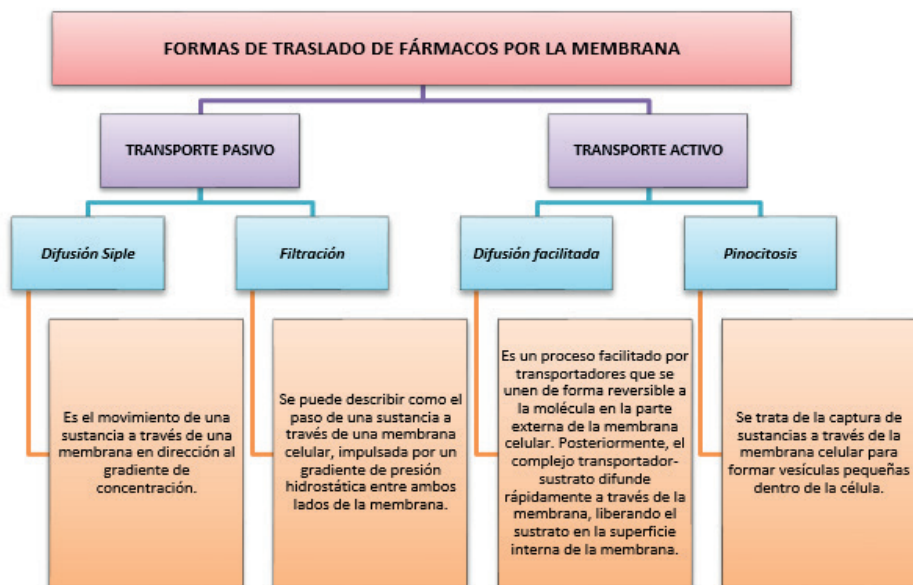 FORMAS DE TRASLADO DE FÁRMACOS POR LA MEMBRANA
TRANSPORTE PASIVO
TRANSPORTE ACTIVO
Difusión Siple
Filtración
Difusión facilitada
Pinocitosis
Es el movimiento de una
sustancia a través de una
membrana en dirección al
gradiente de
concentración.
Se puede describir como el
paso de una sustancia a
través de una membrana
celular, impulsada por un
gradiente de presión
hidrostática entre ambos
lados de la membrana.
Es un proceso facilitado por
transportadores que se
unen de forma reversible a
la molécula en la parte
externa de la membrana
celular. Posteriormente, el
complejo transportador-
sustrato difunde
rápidamente a través de la
membrana, liberando el
sustrato en la superficie
interna de la membrana.
Se trata de la captura de
sustancias a través de la
membrana celular para
formar vesículas pequeñas
dentro de la célula.